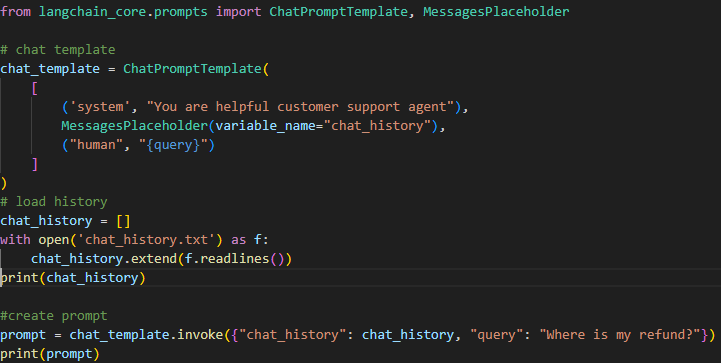 from langchain_core.prompts import ChatPromptTemplate, MessagesPlaceholder

# chat template
chat_template = ChatPromptTemplate(
    [
        ('system', "You are helpful customer support agent"),
        MessagesPlaceholder(variable_name="chat_history"),
        ("human", "{query}")
    ]
)
# load history
chat_history = []
with open('chat_history.txt') as f:
    chat_history.extend(f.readlines())
print(chat_history)

#create prompt
prompt = chat_template.invoke({"chat_history": chat_history, "query": "Where is my refund?"})
print(prompt)